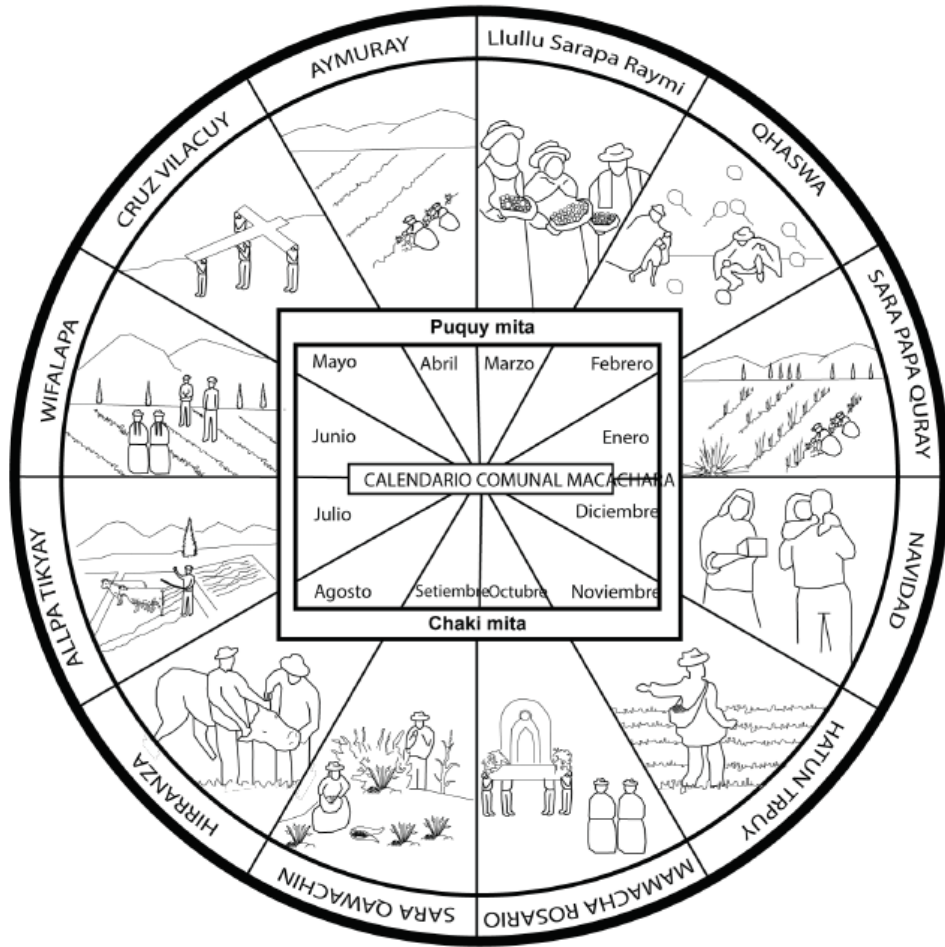 AYMURAY
Llullu Sarapa Raymi
QHASWA
SARA PAPA QURAY
NAVIDAD
HATUN TRPUY
MAMACHA ROSARIO
SARA QAWACHIN
HIRRANZA
ALLPA TIKYAY
WIFALAPA
CRUZ VILACUY
Puquy mita
Mayo Abril Marzo Febrero
Junio Enero
CALENDARIO COMUNAL MACACHARA
Julio Diciembre
Agosto Setiembre Octubre Noviembre
Chaki mita